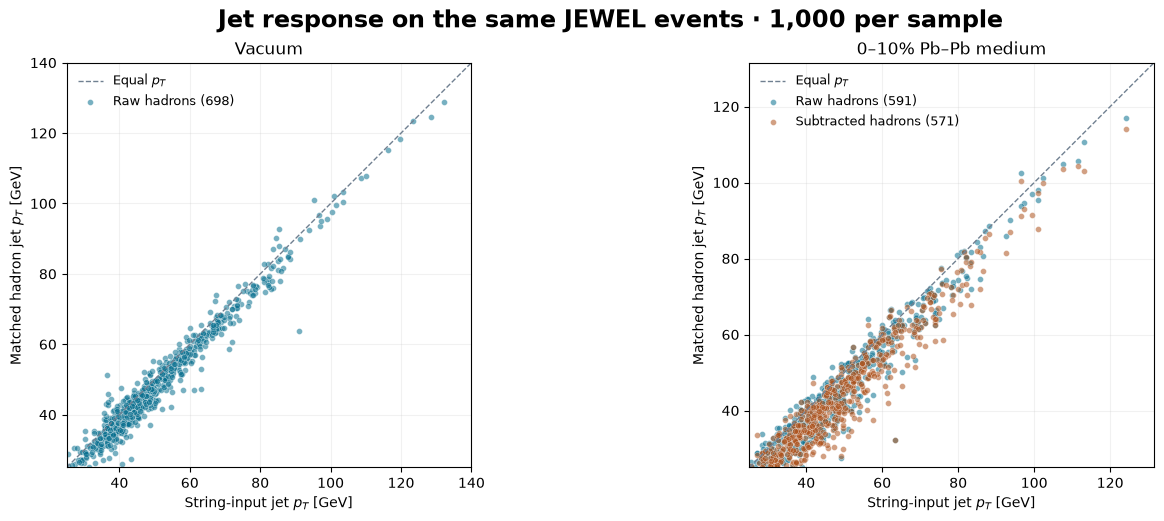 Jet response on the same JEWEL events · 1,000 per sample
Vacuum
Equal p_T
Raw hadrons (698)
140
120
100
80
60
40
Matched hadron jet p_T [GeV]
40 60 80 100 120 140
String-input jet p_T [GeV]
0–10% Pb–Pb medium
Equal p_T
Raw hadrons (591)
Subtracted hadrons (571)
120
100
80
60
40
Matched hadron jet p_T [GeV]
40 60 80 100 120
String-input jet p_T [GeV]